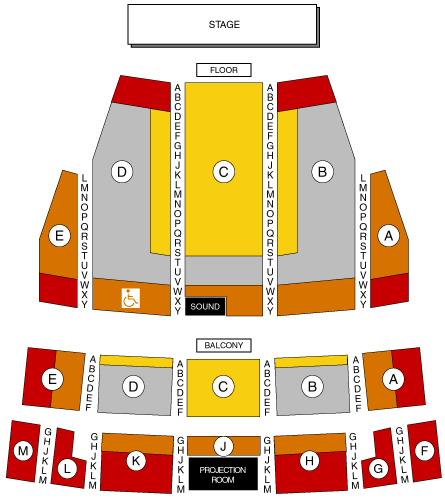 STAGE
FLOOR
A A
B B
C C
D D
E E
F F
G G
H H
J J
K K
L L
M M
N N
O O
P P
Q Q
R R
S S
T T
U U
V V
W W
X X
Y Y
L L
M M
N N
O O
P P
Q Q
R R
S S
T T
U U
V V
W W
X X
Y Y
E D C B A
SOUND
BALCONY
A A A A
B B B B
C C C C
D D D D
E E E E
F F F F
E D C B A
G G G G G G
H H H H H H
J J J J J J
K K K K K K
L L L L L L
M M M M M M
M L K J H G F
PROJECTION
ROOM